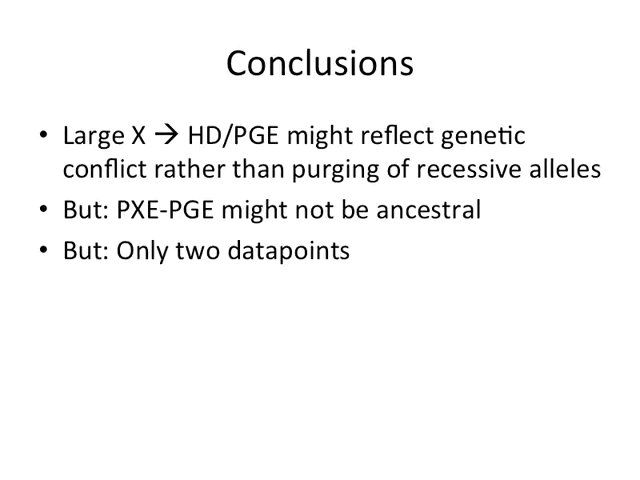 Conclusions
• Large X → HD/PGE might reflect genetic
conflict rather than purging of recessive alleles
• But: PXE-PGE might not be ancestral
• But: Only two datapoints